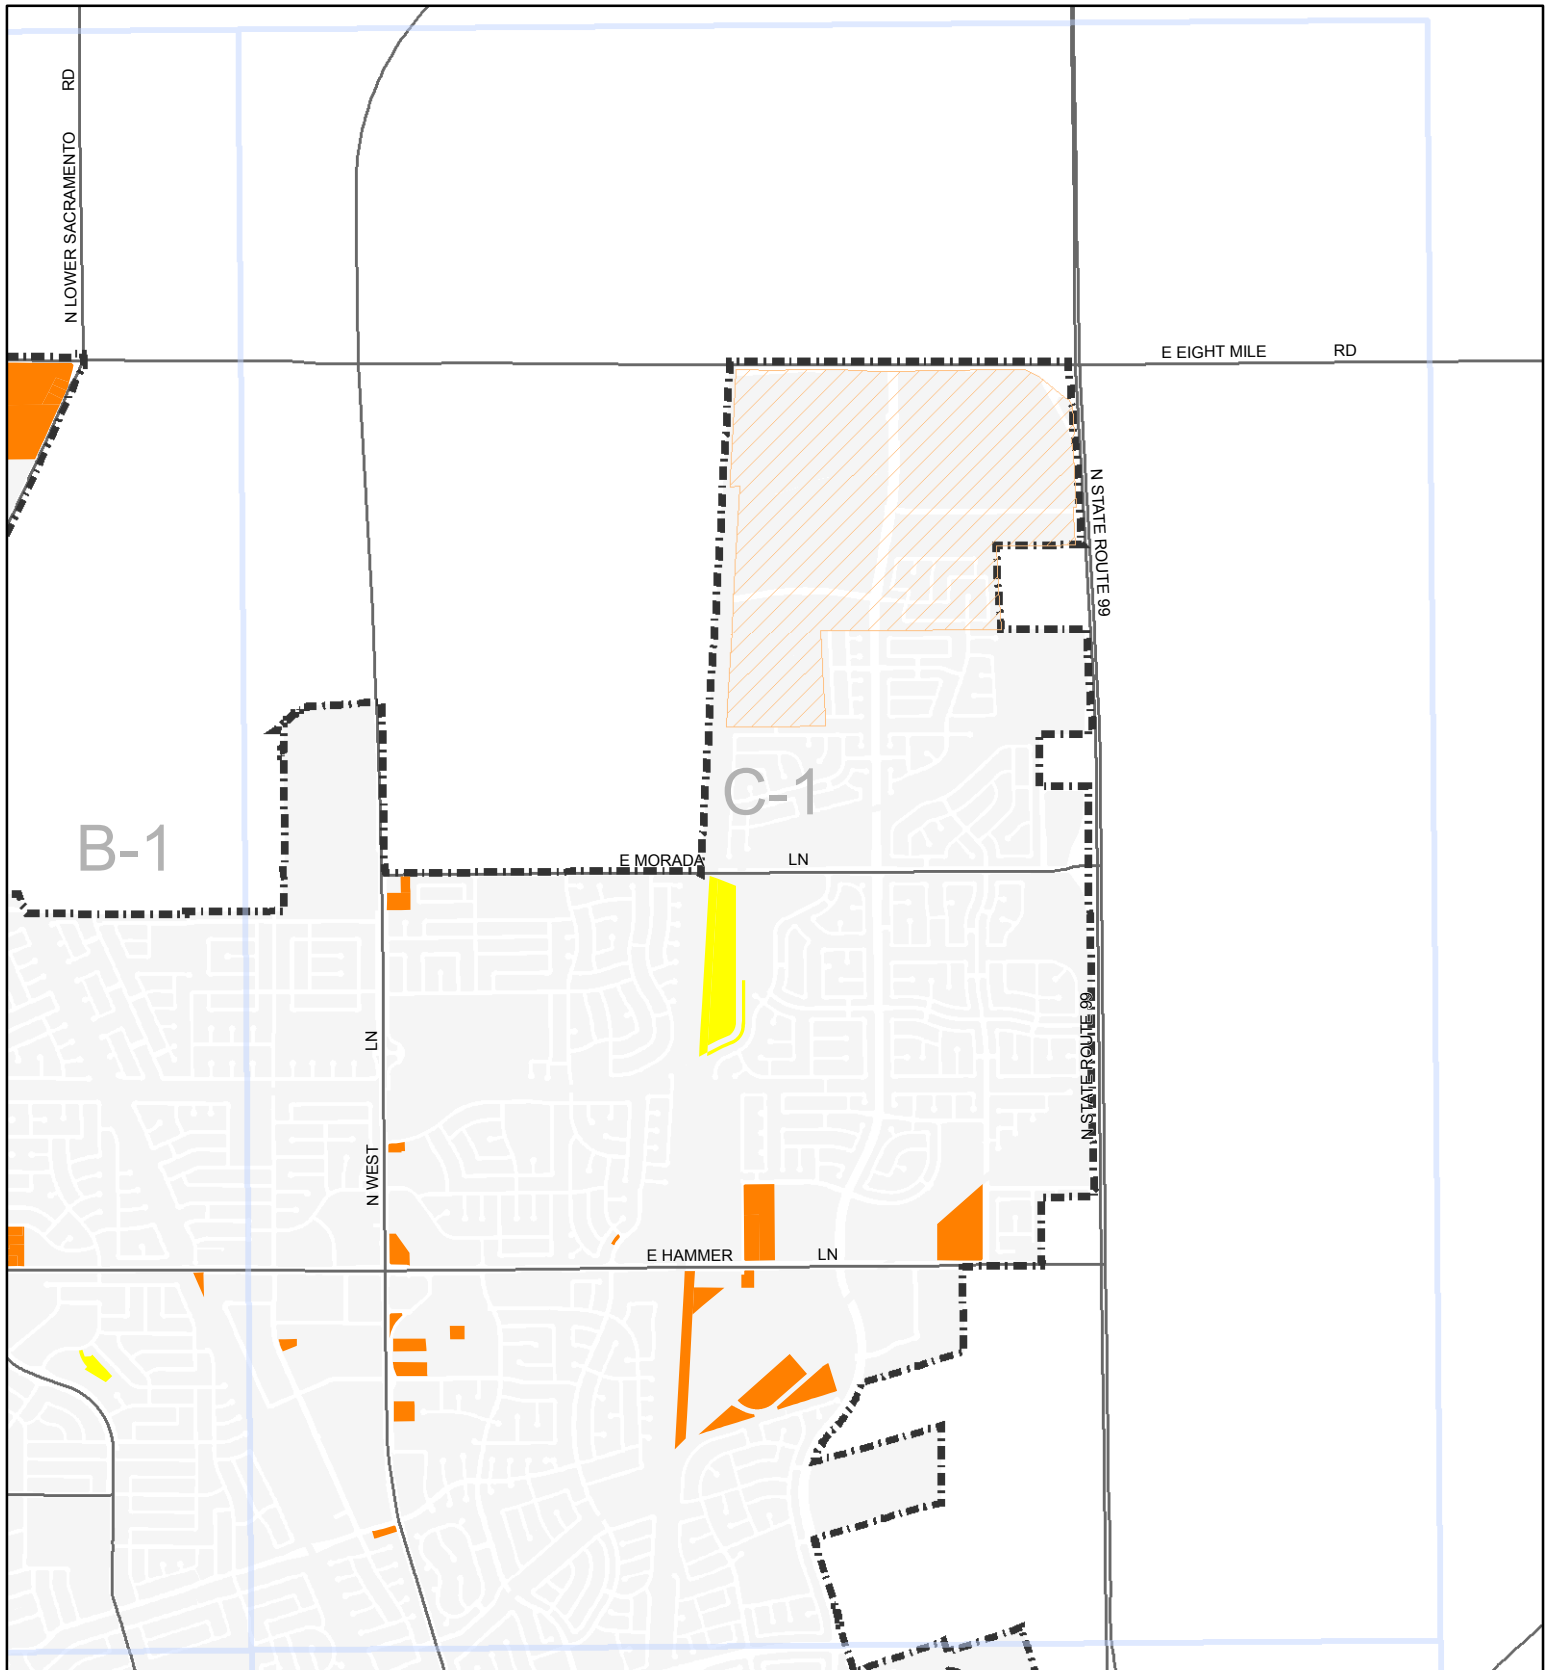 N LOWER SACRAMENTO RD
E EIGHT MILE RD
N STATE ROUTE 99
C-1
B-1
E MORADA LN
N STATE ROUTE 99
N WEST LN
E HAMMER LN